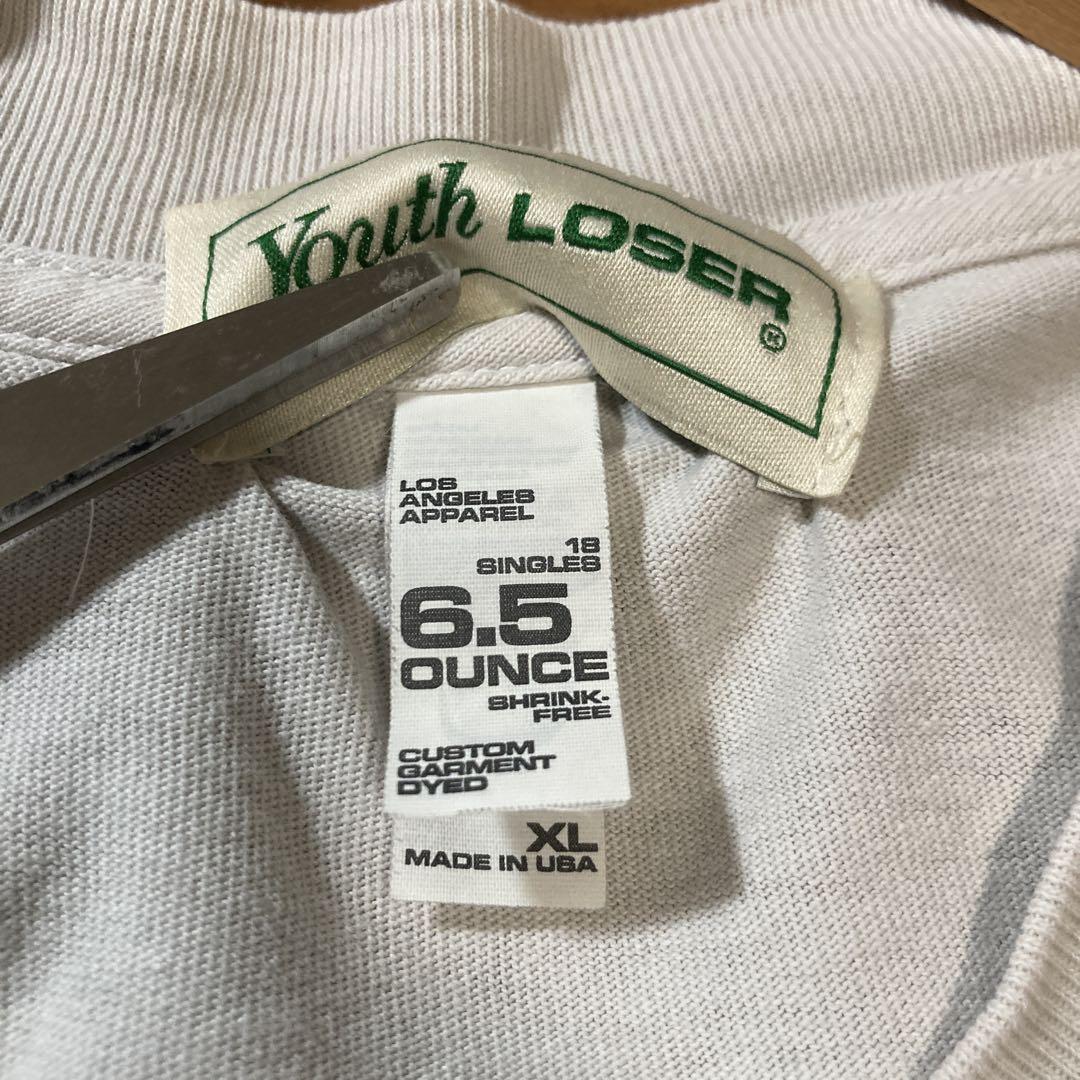 Youth LOSER
®
LOS
ANGELES
APPAREL
18
SINGLES
6.5
OUNCE
SHRINK-
FREE
CUSTOM
GARMENT
DYED
XL
MADE IN USA